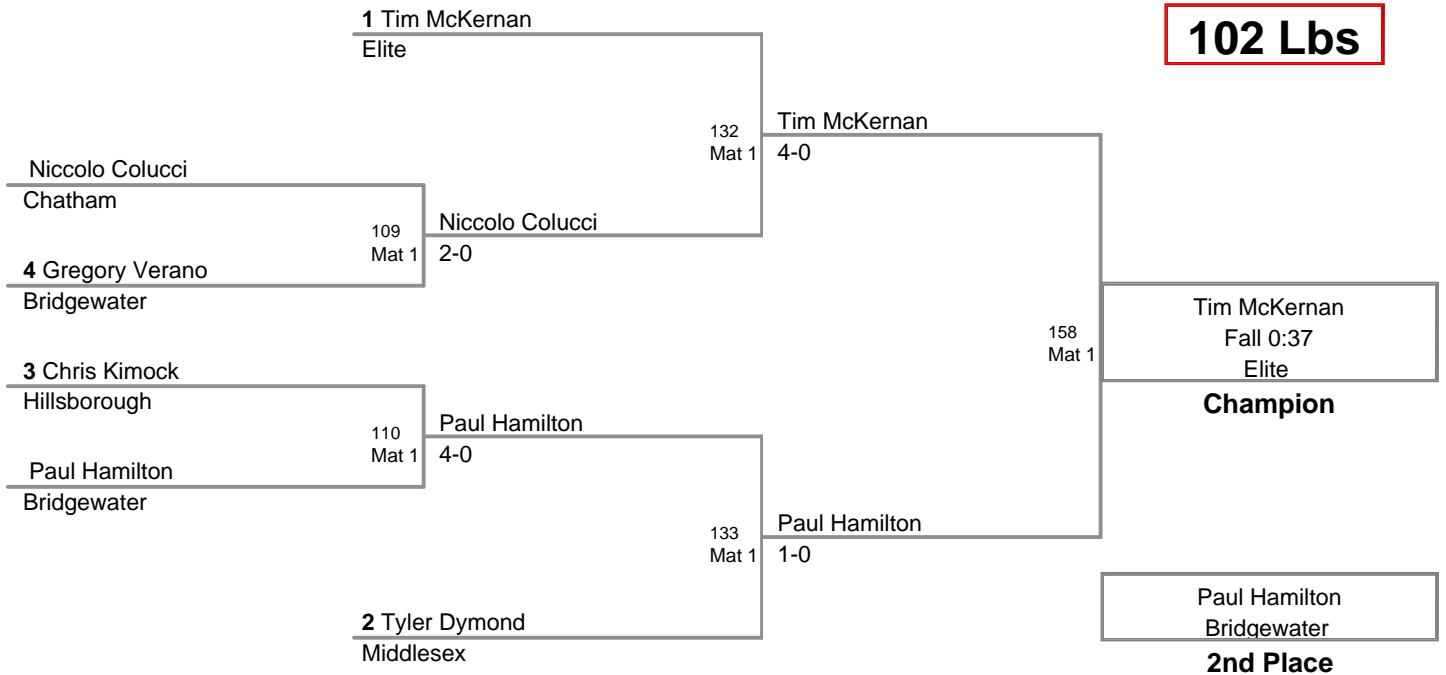 1 Tim McKernan
Elite
102 Lbs
132
Mat 1
Tim McKernan
4-0
Niccolo Colucci
Chatham
109
Mat 1
Niccolo Colucci
2-0
4 Gregory Verano
Bridgewater
158
Mat 1
Tim McKernan
Fall 0:37
Elite
Champion
3 Chris Kimock
Hillsborough
110
Mat 1
Paul Hamilton
4-0
Paul Hamilton
Bridgewater
133
Mat 1
Paul Hamilton
1-0
2 Tyler Dymond
Middlesex
Paul Hamilton
Bridgewater
2nd Place